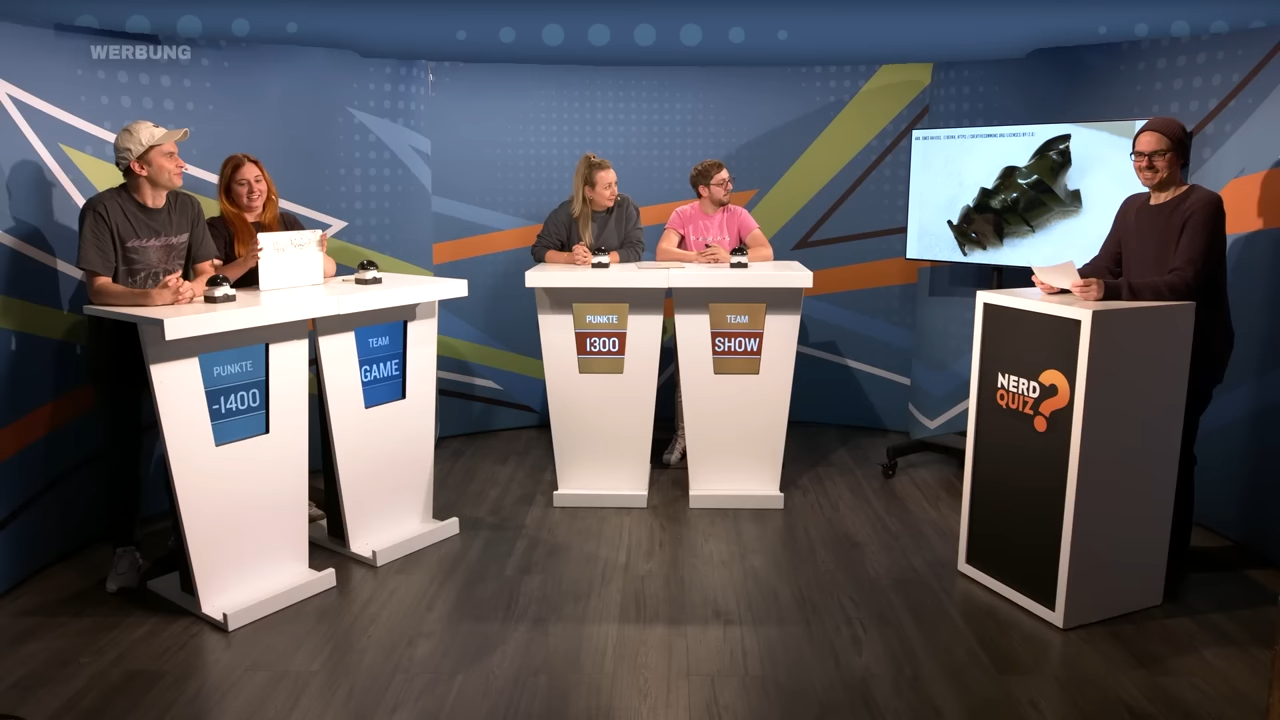 WERBUNG
PUNKTE
-1400
TEAM
GAME
PUNKTE
1300
TEAM
SHOW
NERD
QUIZ